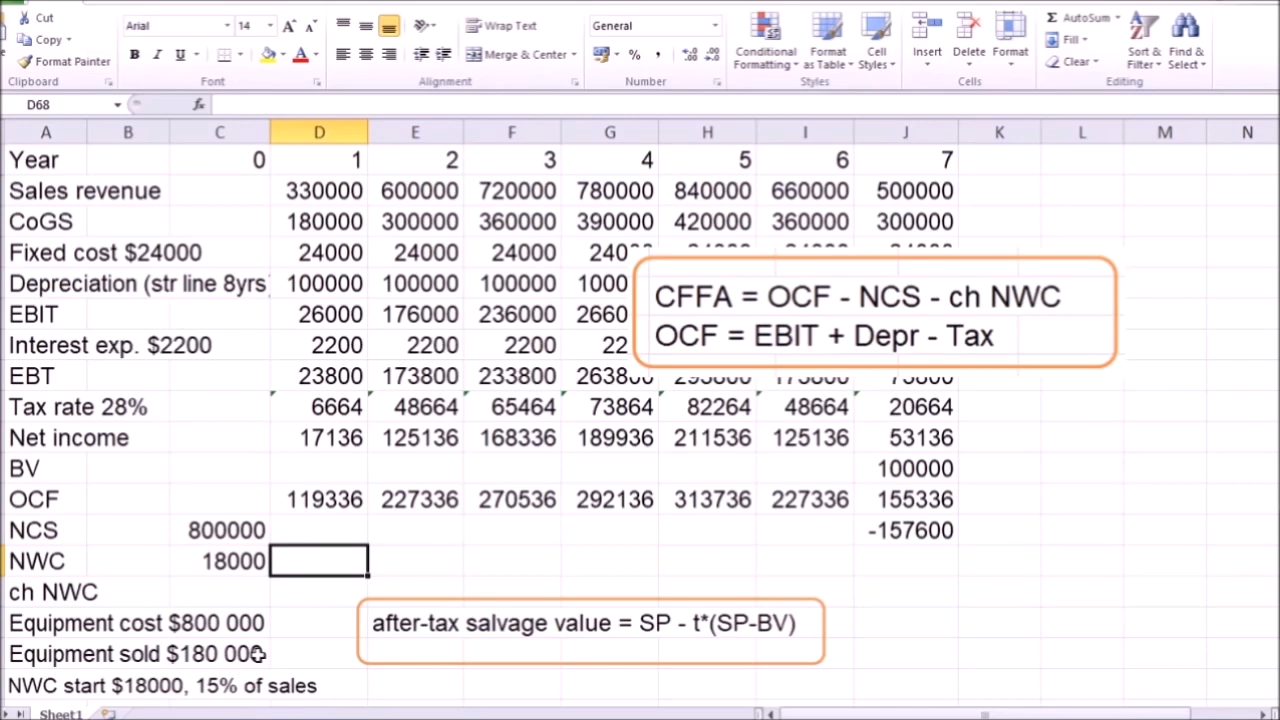 Cut
Copy
Format Painter
Clipboard
Arial 14 A A
B I U A
Font
Wrap Text
Merge & Center
Alignment
General
% ,
Number
Conditional Formatting
Format as Table
Cell Styles
Styles
Insert Delete Format
Cells
Σ AutoSum
Fill
Clear
Sort & Filter
Find & Select
Editing
D68 fx
A B C D E F G H I J K L M N
Year 0 1 2 3 4 5 6 7
Sales revenue 330000 600000 720000 780000 840000 660000 500000
CoGS 180000 300000 360000 390000 420000 360000 300000
Fixed cost $24000 24000 24000 24000
Depreciation (str line 8yrs) 100000 100000 100000
EBIT 26000 176000 236000
Interest exp. $2200 2200 2200 2200
EBT 23800 173800 233800
Tax rate 28% 6664 48664 65464 73864 82264 48664 20664
Net income 17136 125136 168336 189936 211536 125136 53136
BV 100000
OCF 119336 227336 270536 292136 313736 227336 155336
NCS 800000 -157600
NWC 18000
ch NWC
Equipment cost $800 000
Equipment sold $180 000
NWC start $18000, 15% of sales
CFFA = OCF - NCS - ch NWC
OCF = EBIT + Depr - Tax
after-tax salvage value = SP - t*(SP-BV)
Sheet1